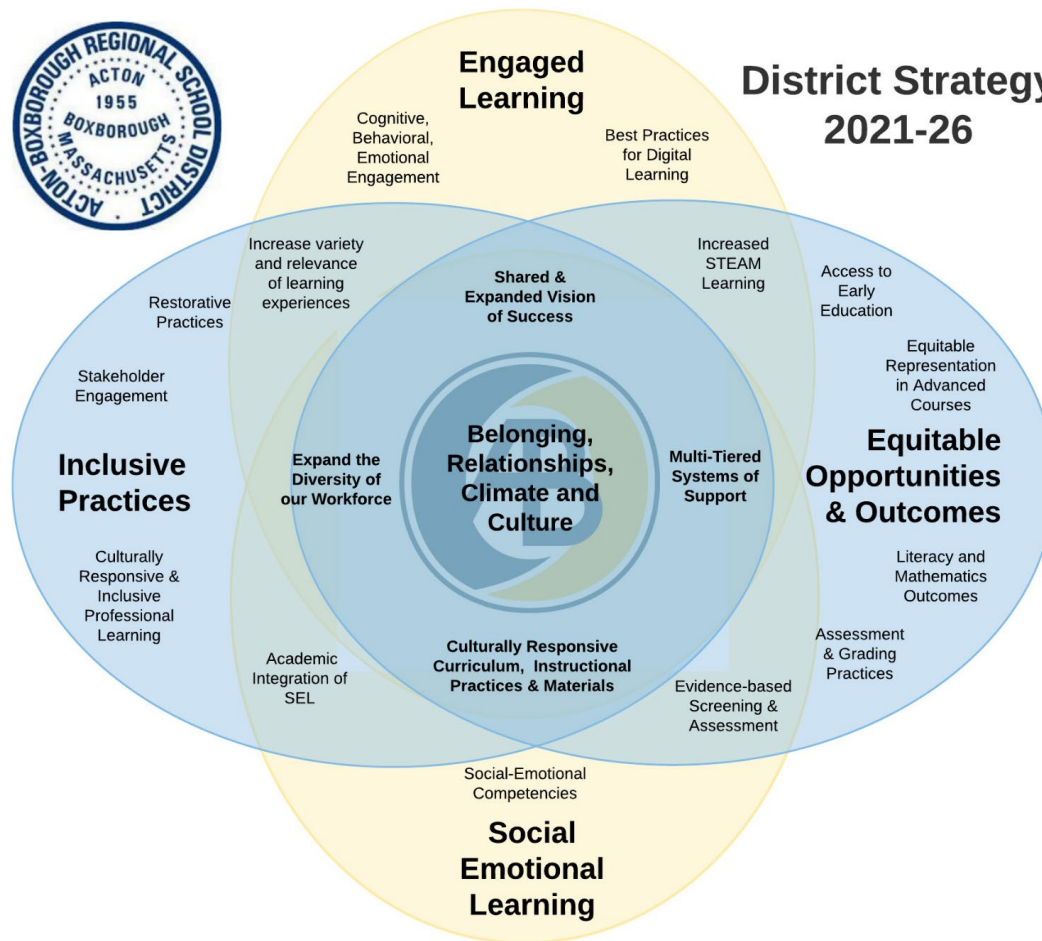 ACTON-BOXBOROUGH REGIONAL SCHOOL DISTRICT
ACTON
1955
BOXBOROUGH
MASSACHUSETTS
District Strategy
2021-26
Engaged
Learning
Cognitive,
Behavioral,
Emotional
Engagement
Best Practices
for Digital
Learning
Increase variety
and relevance
of learning
experiences
Shared &
Expanded Vision
of Success
Increased
STEAM
Learning
Restorative
Practices
Access to
Early
Education
Stakeholder
Engagement
Equitable
Representation
in Advanced
Courses
Inclusive
Practices
Expand the
Diversity of
our Workforce
AB
Belonging,
Relationships,
Climate and
Culture
Multi-Tiered
Systems of
Support
Equitable
Opportunities
& Outcomes
Culturally
Responsive &
Inclusive
Professional
Learning
Literacy and
Mathematics
Outcomes
Academic
Integration of
SEL
Culturally Responsive
Curriculum, Instructional
Practices & Materials
Evidence-based
Screening &
Assessment
Assessment
& Grading
Practices
Social-Emotional
Competencies
Social
Emotional
Learning